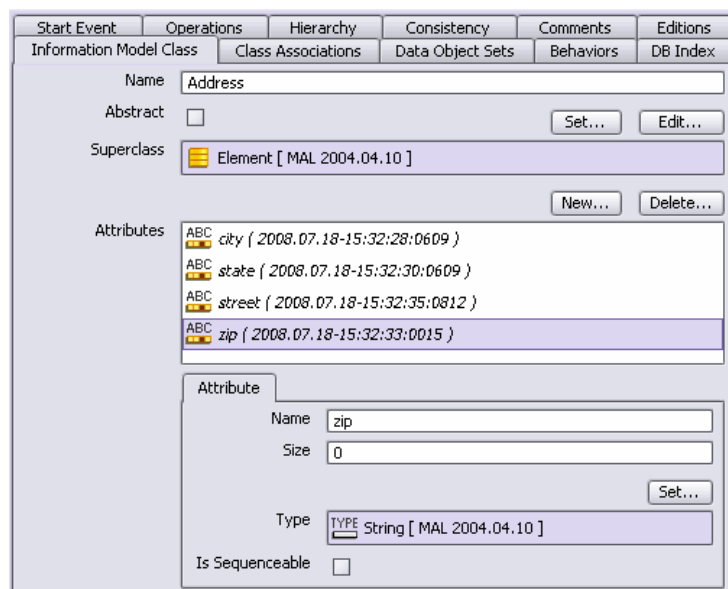 Start Event Operations Hierarchy Consistency Comments Editions
Information Model Class Class Associations Data Object Sets Behaviors DB Index
Name Address
Abstract Set... Edit...
Superclass Element [ MAL 2004.04.10 ]
New... Delete...
Attributes ABC city ( 2008.07.18-15:32:28:0609 )
ABC state ( 2008.07.18-15:32:30:0609 )
ABC street ( 2008.07.18-15:32:35:0812 )
ABC zip ( 2008.07.18-15:32:33:0015 )
Attribute
Name zip
Size 0
Set...
Type TYPE String [ MAL 2004.04.10 ]
Is Sequenceable